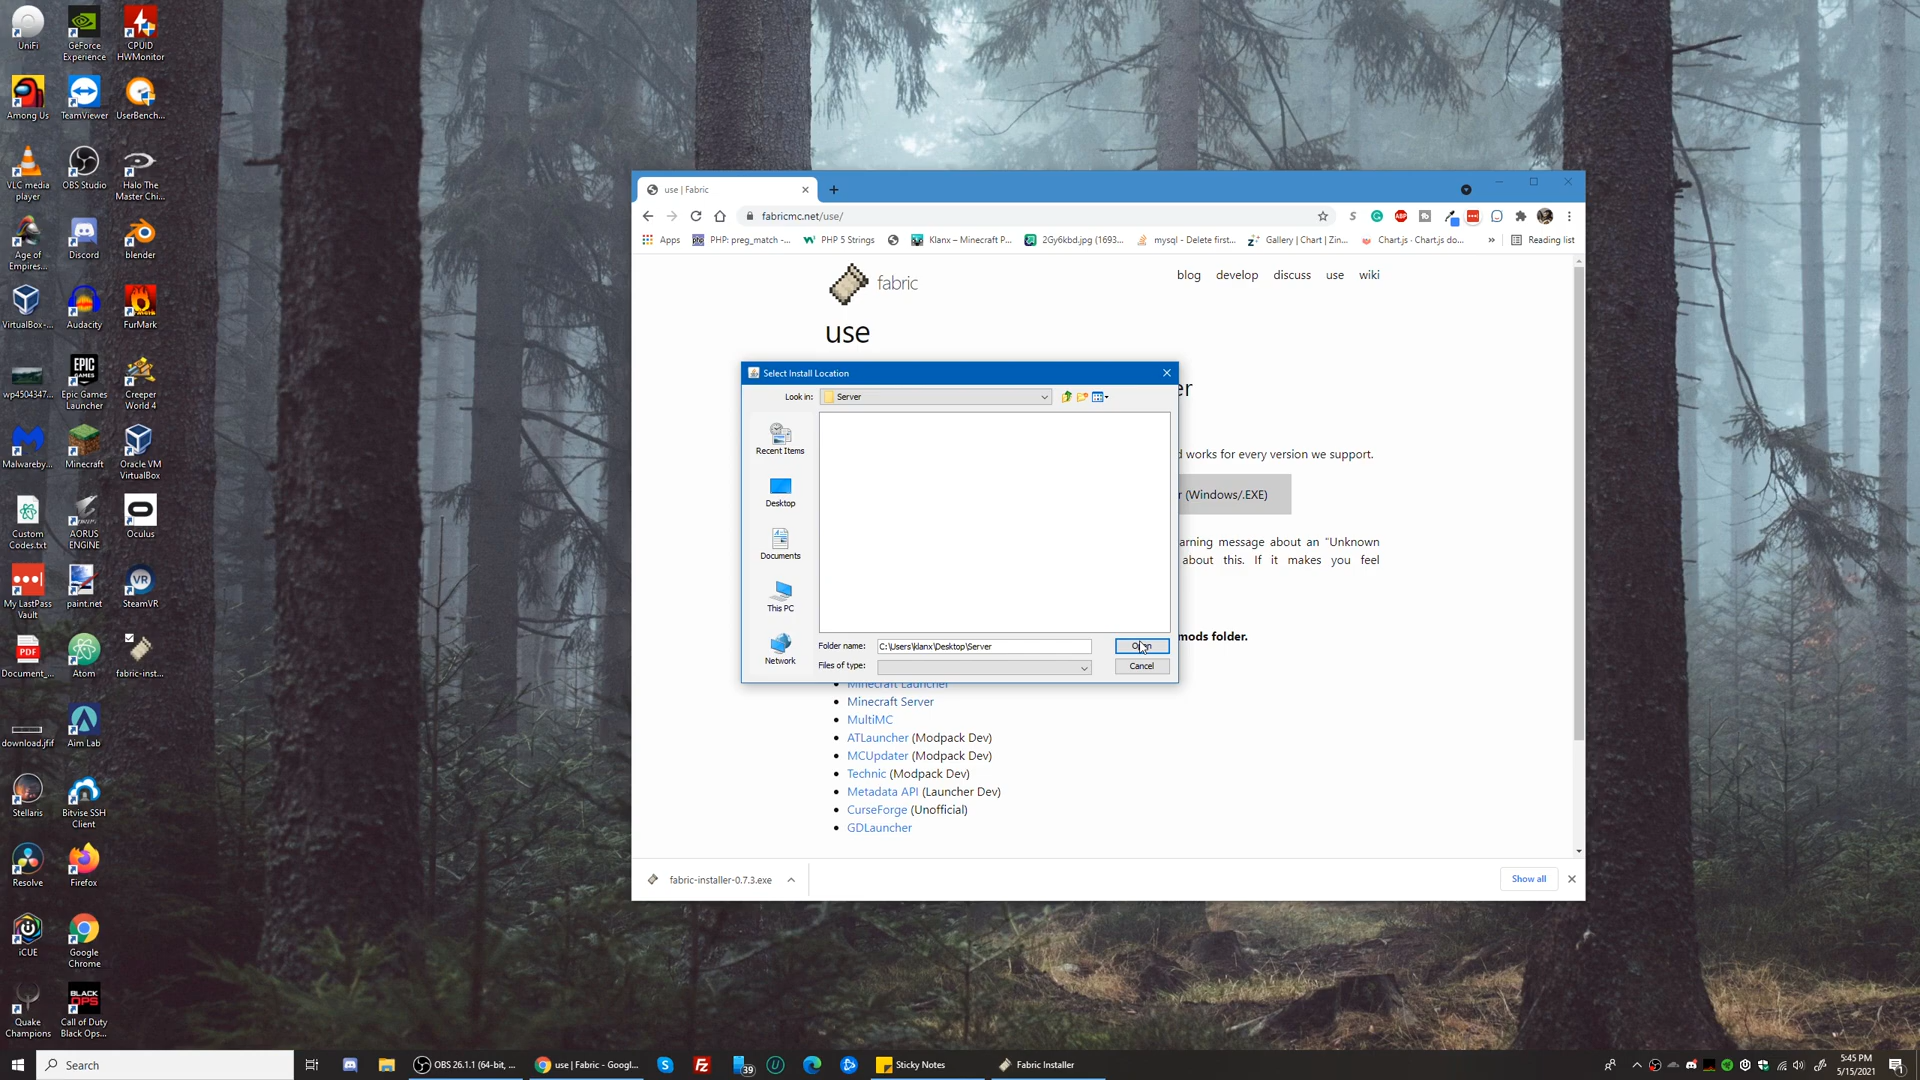 UniFi
GeForce Experience
CPUID HWMonitor
Among Us
TeamViewer
UserBench...
VLC media player
OBS Studio
Halo The Master Chi...
Age of Empires...
Discord
blender
VirtualBox-...
Audacity
FurMark
wp4504347...
Epic Games Launcher
Creeper World 4
Malwareby...
Minecraft
Oracle VM VirtualBox
Custom Codes.txt
AORUS ENGINE
Oculus
My LastPass Vault
paint.net
SteamVR
Document_...
Atom
fabric-inst...
download.jfif
Aim Lab
Stellaris
Bitvise SSH Client
Resolve
Firefox
iCUE
Google Chrome
Quake Champions
Call of Duty Black Ops...
use | Fabric
fabricmc.net/use/
Apps
PHP: preg_match -...
PHP 5 Strings
Klanx – Minecraft P...
2Gy6kbd.jpg (1693...
mysql - Delete first...
Gallery | Chart | Zin...
Chart.js · Chart.js do...
»
Reading list
fabric
blog develop discuss use wiki
use
er
Select Install Location
Look in: Server
Recent Items
Desktop
Documents
This PC
Network
Folder name: C:\Users\klanx\Desktop\Server
Files of type:
Cancel
d works for every version we support.
r (Windows/.EXE)
arning message about an "Unknown
about this. If it makes you feel
mods folder.
Minecraft Launcher
Minecraft Server
MultiMC
ATLauncher (Modpack Dev)
MCUpdater (Modpack Dev)
Technic (Modpack Dev)
Metadata API (Launcher Dev)
CurseForge (Unofficial)
GDLauncher
fabric-installer-0.7.3.exe
Show all
Search
OBS 26.1.1 (64-bit, ...
use | Fabric - Googl...
39
Sticky Notes
Fabric Installer
5:45 PM
5/15/2021